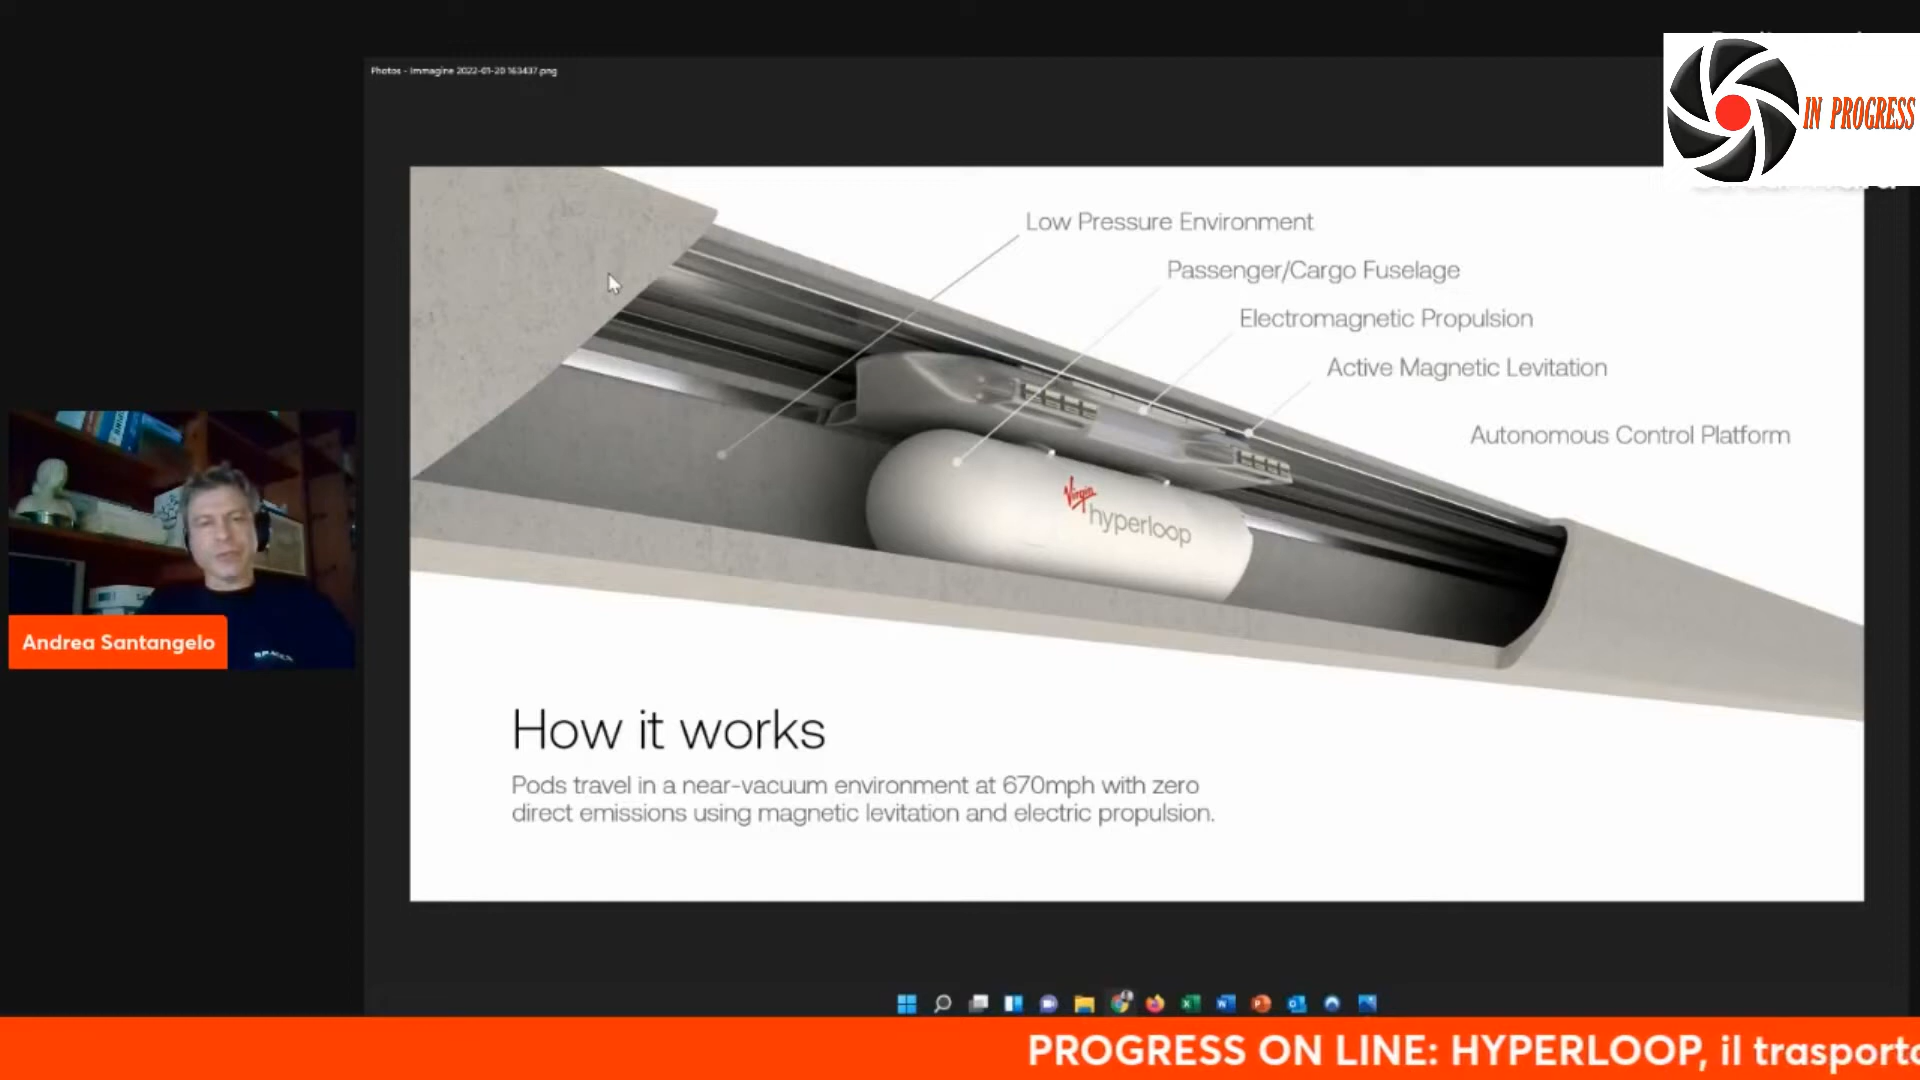 Photos - Immagine 2022-01-20 163437.png
IN PROGRESS
Low Pressure Environment
Passenger/Cargo Fuselage
Electromagnetic Propulsion
Active Magnetic Levitation
Autonomous Control Platform
Virgin
hyperloop
Andrea Santangelo
How it works
Pods travel in a near-vacuum environment at 670mph with zero
direct emissions using magnetic levitation and electric propulsion.
PROGRESS ON LINE: HYPERLOOP, il trasporto